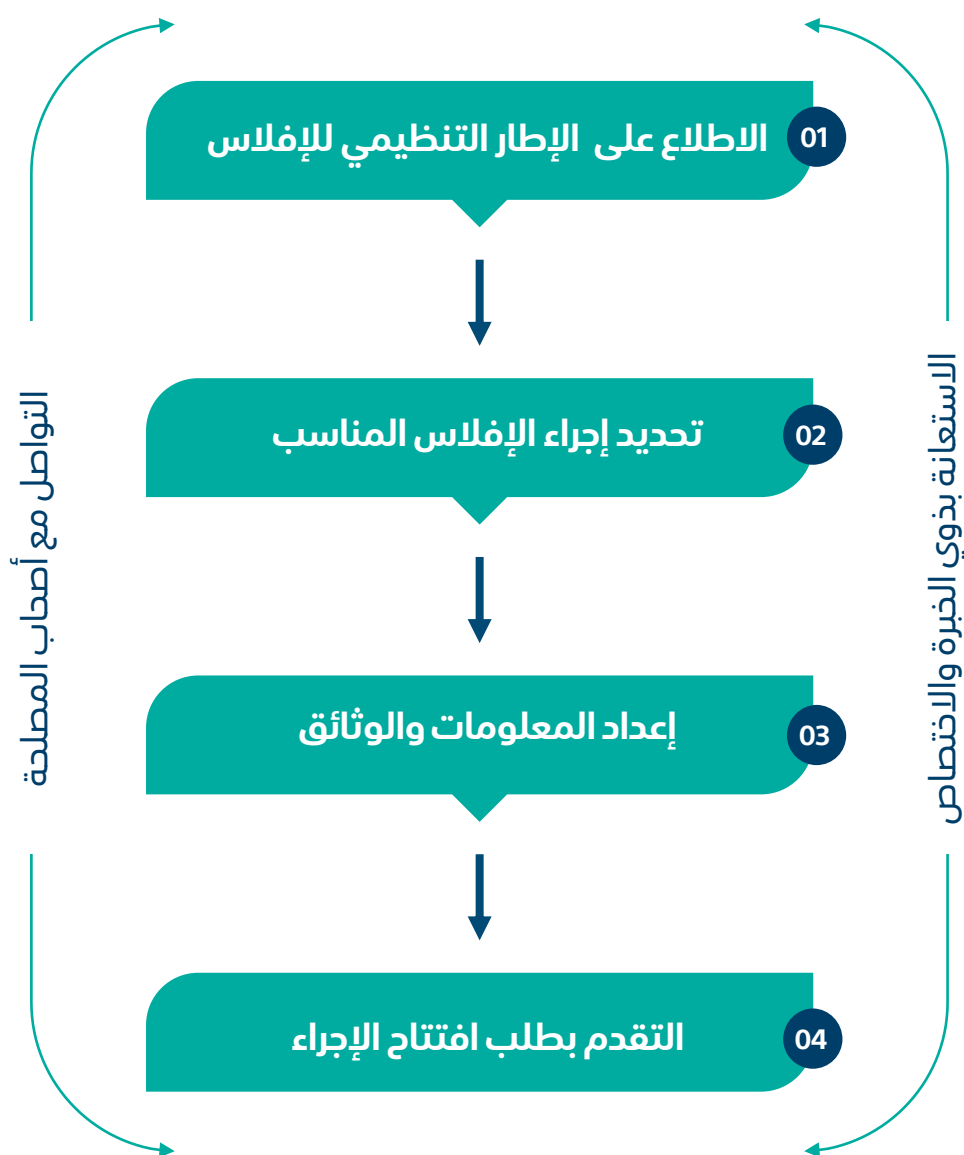 01
الاطلاع على الإطار التنظيمي للإفلاس
02
تحديد إجراء الإفلاس المناسب
03
إعداد المعلومات والوثائق
04
التقدم بطلب افتتاح الإجراء
الاستعانة بذوي الخبرة والاختصاص
التواصل مع أصحاب المصلحة